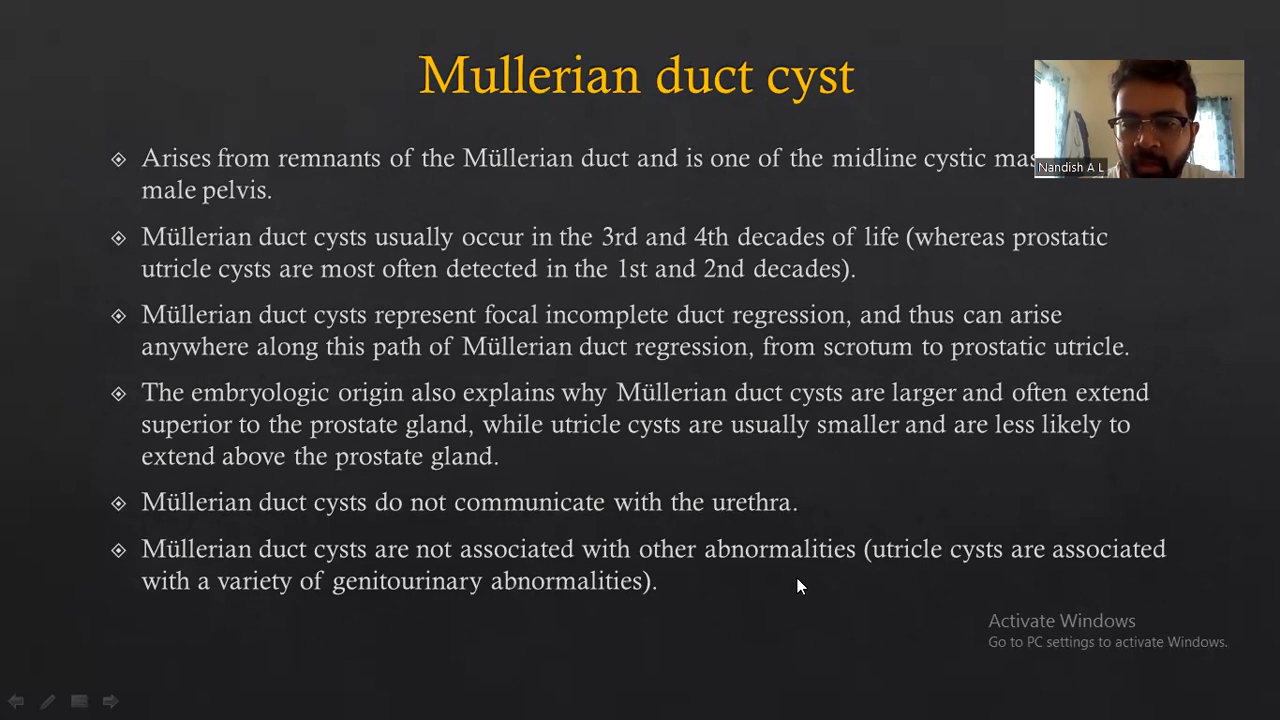 Mullerian duct cyst
Arises from remnants of the Müllerian duct and is one of the midline cystic
male pelvis.
Müllerian duct cysts usually occur in the 3rd and 4th decades of life (whereas prostatic
utricle cysts are most often detected in the 1st and 2nd decades).
Müllerian duct cysts represent focal incomplete duct regression, and thus can arise
anywhere along this path of Müllerian duct regression, from scrotum to prostatic utricle.
The embryologic origin also explains why Müllerian duct cysts are larger and often extend
superior to the prostate gland, while utricle cysts are usually smaller and are less likely to
extend above the prostate gland.
Müllerian duct cysts do not communicate with the urethra.
Müllerian duct cysts are not associated with other abnormalities (utricle cysts are associated
with a variety of genitourinary abnormalities).
Nandish A L
Activate Windows
Go to PC settings to activate Windows.